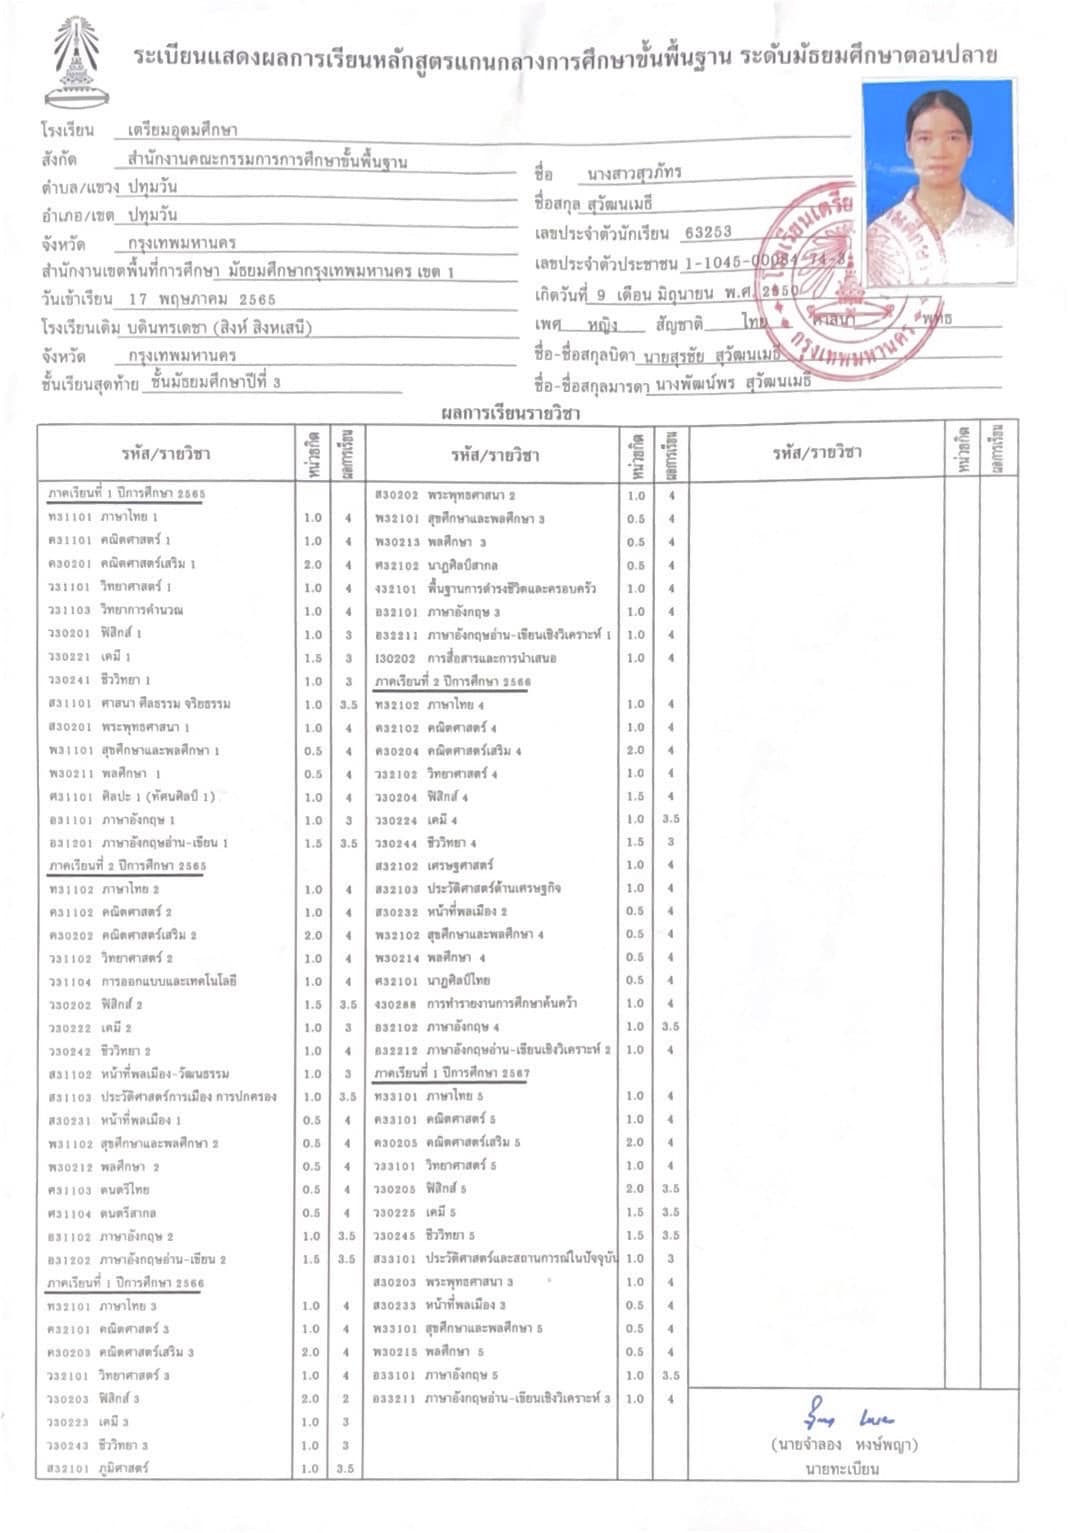 ระเบียนแสดงผลการเรียนหลักสูตรแกนกลางการศึกษาขั้นพื้นฐาน ระดับมัธยมศึกษาตอนปลาย
โรงเรียน เตรียมอุดมศึกษา
สังกัด สำนักงานคณะกรรมการการศึกษาขั้นพื้นฐาน
ตำบล/แขวง ปทุมวัน
อำเภอ/เขต ปทุมวัน
จังหวัด กรุงเทพมหานคร
สำนักงานเขตพื้นที่การศึกษา มัธยมศึกษากรุงเทพมหานคร เขต 1
วันเข้าเรียน 17 พฤษภาคม 2565
โรงเรียนเดิม บดินทรเดชา (สิงห์ สิงหเสนี)
จังหวัด กรุงเทพมหานคร
ชั้นเรียนสุดท้าย ชั้นมัธยมศึกษาปีที่ 3
ชื่อ นางสาวสุวภัทร
ชื่อสกุล สุวัฒนเมธี
เลขประจำตัวนักเรียน 63253
เลขประจำตัวประชาชน 1-1045-00084-74-3
เกิดวันที่ 9 เดือน มิถุนายน พ.ศ. 2550
เพศ หญิง สัญชาติ ไทย ศาสนา พุทธ
ชื่อ-ชื่อสกุลบิดา นายสุรชัย สุวัฒนเมธี
ชื่อ-ชื่อสกุลมารดา นางพัฒน์พร สุวัฒนเมธี
กรุงเทพมหานคร
ผลการเรียนรายวิชา
รหัส/รายวิชา หน่วยกิต ผลการเรียน
ภาคเรียนที่ 1 ปีการศึกษา 2565
ท31101 ภาษาไทย 1 1.0 4
ค31101 คณิตศาสตร์ 1 1.0 4
ค30201 คณิตศาสตร์เสริม 1 2.0 4
ว31101 วิทยาศาสตร์ 1 1.0 4
ว31103 วิทยาการคำนวณ 1.0 4
ว30201 ฟิสิกส์ 1 1.0 3
ว30221 เคมี 1 1.5 3
ว30241 ชีววิทยา 1 1.0 3
ส31101 ศาสนา ศีลธรรม จริยธรรม 1.0 3.5
ส30201 พระพุทธศาสนา 1 1.0 4
พ31101 สุขศึกษาและพลศึกษา 1 0.5 4
พ30211 พลศึกษา 1 0.5 4
ศ31101 ศิลปะ 1 (ทัศนศิลป์ 1) 1.0 4
อ31101 ภาษาอังกฤษ 1 1.0 3
อ31201 ภาษาอังกฤษอ่าน-เขียน 1 1.5 3.5
ภาคเรียนที่ 2 ปีการศึกษา 2565
ท31102 ภาษาไทย 2 1.0 4
ค31102 คณิตศาสตร์ 2 1.0 4
ค30202 คณิตศาสตร์เสริม 2 2.0 4
ว31102 วิทยาศาสตร์ 2 1.0 4
ว31104 การออกแบบและเทคโนโลยี 1.0 4
ว30202 ฟิสิกส์ 2 1.5 3.5
ว30222 เคมี 2 1.0 3
ว30242 ชีววิทยา 2 1.0 4
ส31102 หน้าที่พลเมือง-วัฒนธรรม 1.0 3
ส31103 ประวัติศาสตร์การเมือง การปกครอง 1.0 3.5
ส30231 หน้าที่พลเมือง 1 0.5 4
พ31102 สุขศึกษาและพลศึกษา 2 0.5 4
พ30212 พลศึกษา 2 0.5 4
ศ31103 ดนตรีไทย 0.5 4
ศ31104 ดนตรีสากล 0.5 4
อ31102 ภาษาอังกฤษ 2 1.0 3.5
อ31202 ภาษาอังกฤษอ่าน-เขียน 2 1.5 3.5
ภาคเรียนที่ 1 ปีการศึกษา 2566
ท32101 ภาษาไทย 3 1.0 4
ค32101 คณิตศาสตร์ 3 1.0 4
ค30203 คณิตศาสตร์เสริม 3 2.0 4
ว32101 วิทยาศาสตร์ 3 1.0 4
ว30203 ฟิสิกส์ 3 2.0 2
ว30223 เคมี 3 1.0 3
ว30243 ชีววิทยา 3 1.0 3
ส32101 ภูมิศาสตร์ 1.0 3.5
รหัส/รายวิชา หน่วยกิต ผลการเรียน
ส30202 พระพุทธศาสนา 2 1.0 4
พ32101 สุขศึกษาและพลศึกษา 3 0.5 4
พ30213 พลศึกษา 3 0.5 4
ศ32102 นาฏศิลป์สากล 0.5 4
ง32101 พื้นฐานการดำรงชีวิตและครอบครัว 1.0 4
อ32101 ภาษาอังกฤษ 3 1.0 4
อ32211 ภาษาอังกฤษอ่าน-เขียนเชิงวิเคราะห์ 1 1.0 4
I30202 การสื่อสารและการนำเสนอ 1.0 4
ภาคเรียนที่ 2 ปีการศึกษา 2566
ท32102 ภาษาไทย 4 1.0 4
ค32102 คณิตศาสตร์ 4 1.0 4
ค30204 คณิตศาสตร์เสริม 4 2.0 4
ว32102 วิทยาศาสตร์ 4 1.0 4
ว30204 ฟิสิกส์ 4 1.5 4
ว30224 เคมี 4 1.0 3.5
ว30244 ชีววิทยา 4 1.5 3
ส32102 เศรษฐศาสตร์ 1.0 4
ส32103 ประวัติศาสตร์ด้านเศรษฐกิจ 1.0 4
ส30232 หน้าที่พลเมือง 2 0.5 4
พ32102 สุขศึกษาและพลศึกษา 4 0.5 4
พ30214 พลศึกษา 4 0.5 4
ศ32101 นาฏศิลป์ไทย 0.5 4
ง30288 การทำรายงานการศึกษาค้นคว้า 1.0 4
อ32102 ภาษาอังกฤษ 4 1.0 3.5
อ32212 ภาษาอังกฤษอ่าน-เขียนเชิงวิเคราะห์ 2 1.0 4
ภาคเรียนที่ 1 ปีการศึกษา 2567
ท33101 ภาษาไทย 5 1.0 4
ค33101 คณิตศาสตร์ 5 1.0 4
ค30205 คณิตศาสตร์เสริม 5 2.0 4
ว33101 วิทยาศาสตร์ 5 1.0 4
ว30205 ฟิสิกส์ 5 2.0 3.5
ว30225 เคมี 5 1.5 3.5
ว30245 ชีววิทยา 5 1.5 3.5
ส33101 ประวัติศาสตร์และสถานการณ์ในปัจจุบัน 1.0 3
ส30203 พระพุทธศาสนา 3 1.0 4
ส30233 หน้าที่พลเมือง 3 0.5 4
พ33101 สุขศึกษาและพลศึกษา 5 0.5 4
พ30215 พลศึกษา 5 0.5 4
อ33101 ภาษาอังกฤษ 5 1.0 3.5
อ33211 ภาษาอังกฤษอ่าน-เขียนเชิงวิเคราะห์ 3 1.0 4
รหัส/รายวิชา หน่วยกิต ผลการเรียน
(นายจำลอง หงษ์พญา)
นายทะเบียน